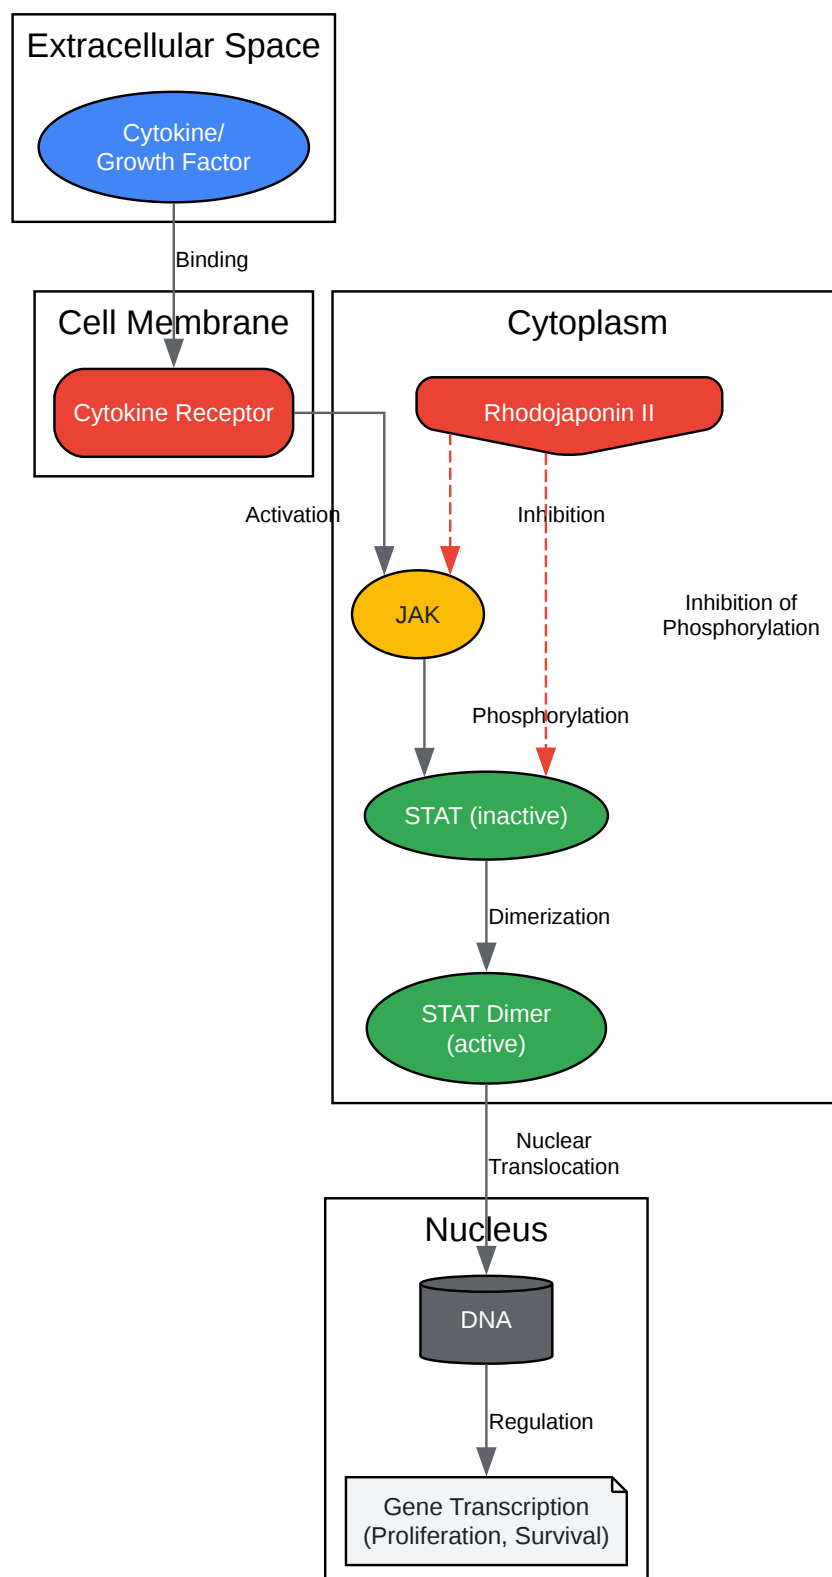 Extracellular Space
Cytokine/
Growth Factor
Binding
Cell Membrane
Cytoplasm
Cytokine Receptor
Rhodojaponin II
Activation
Inhibition
JAK
Inhibition of
Phosphorylation
Phosphorylation
STAT (inactive)
Dimerization
STAT Dimer
(active)
Nuclear
Translocation
Nucleus
DNA
Regulation
Gene Transcription
(Proliferation, Survival)